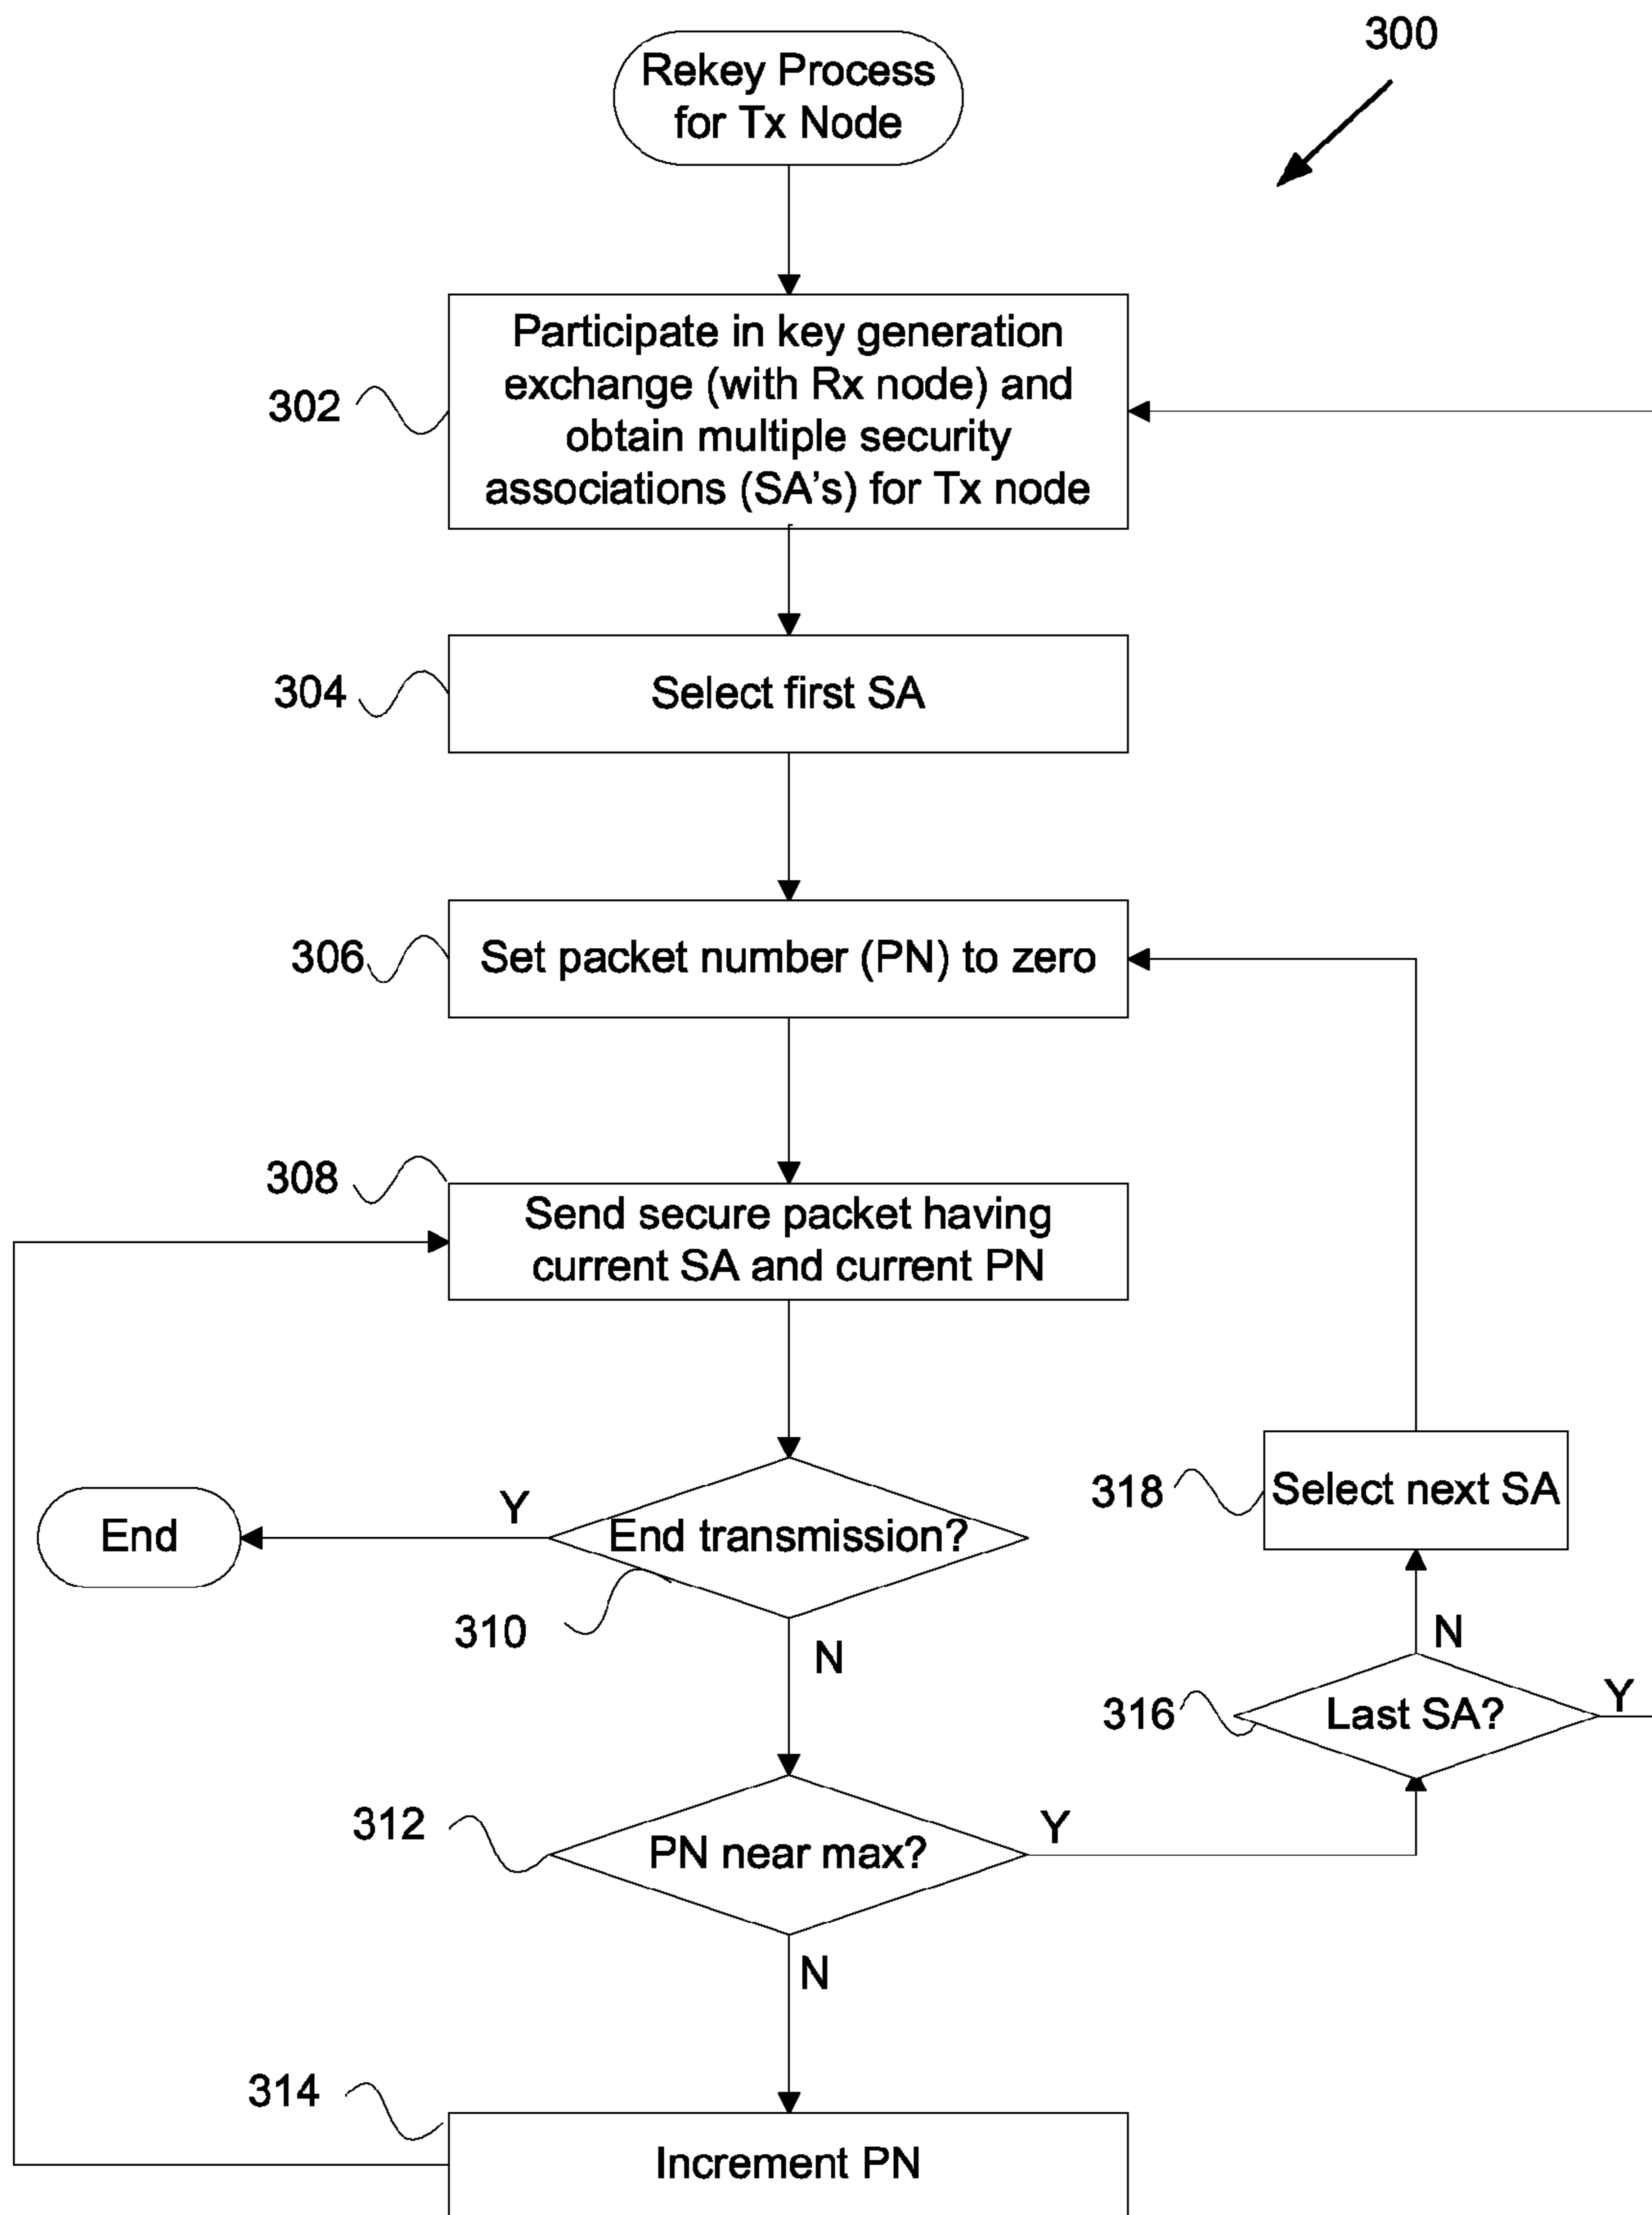 300
Rekey Process
for Tx Node
302
Participate in key generation
exchange (with Rx node) and
obtain multiple security
associations (SA's) for Tx node
304
Select first SA
306
Set packet number (PN) to zero
308
Send secure packet having
current SA and current PN
End
Y
End transmission?
310
N
318
Select next SA
N
316
Last SA?
Y
312
PN near max?
Y
N
314
Increment PN